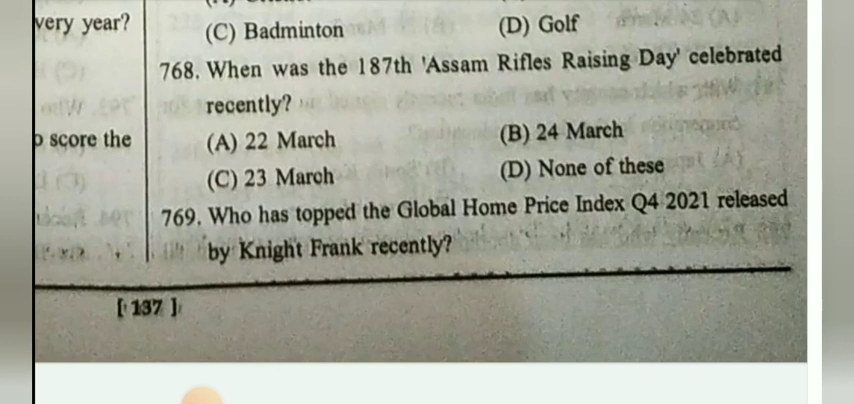 very year?
o score the
(C) Badminton (D) Golf
768. When was the 187th 'Assam Rifles Raising Day' celebrated
recently?
(A) 22 March (B) 24 March
(C) 23 March (D) None of these
769. Who has topped the Global Home Price Index Q4 2021 released
by Knight Frank recently?
[ 137 ]